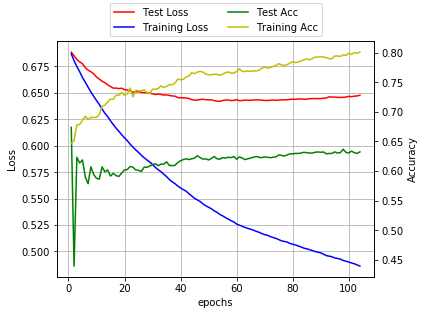 Test Loss
Training Loss
Test Acc
Training Acc
0.675
0.650
0.625
0.600
0.575
0.550
0.525
0.500
Loss
0.80
0.75
0.70
0.65
0.60
0.55
0.50
0.45
Accuracy
0 20 40 60 80 100
epochs